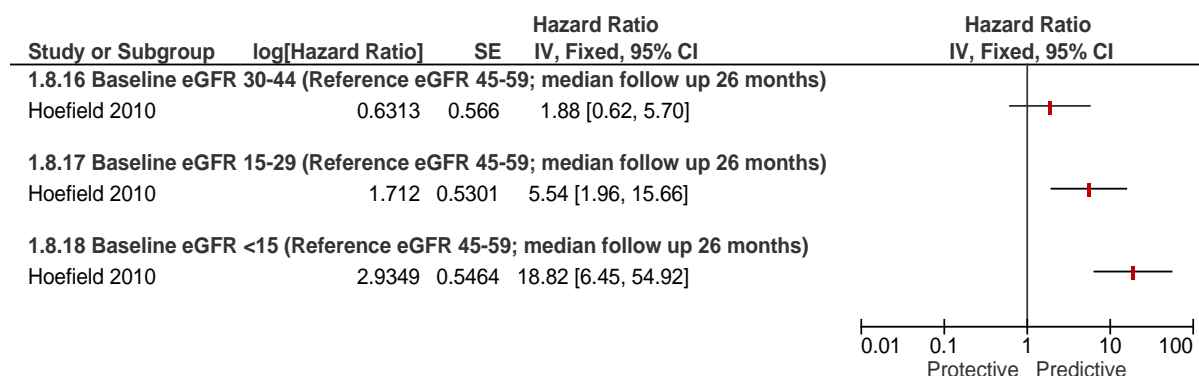 Hazard Ratio Hazard Ratio
Study or Subgroup log[Hazard Ratio] SE IV, Fixed, 95% CI IV, Fixed, 95% CI
1.8.16 Baseline eGFR 30-44 (Reference eGFR 45-59; median follow up 26 months)
Hoefield 2010 0.6313 0.566 1.88 [0.62, 5.70]
1.8.17 Baseline eGFR 15-29 (Reference eGFR 45-59; median follow up 26 months)
Hoefield 2010 1.712 0.5301 5.54 [1.96, 15.66]
1.8.18 Baseline eGFR <15 (Reference eGFR 45-59; median follow up 26 months)
Hoefield 2010 2.9349 0.5464 18.82 [6.45, 54.92]
0.01 0.1 1 10 100
Protective Predictive